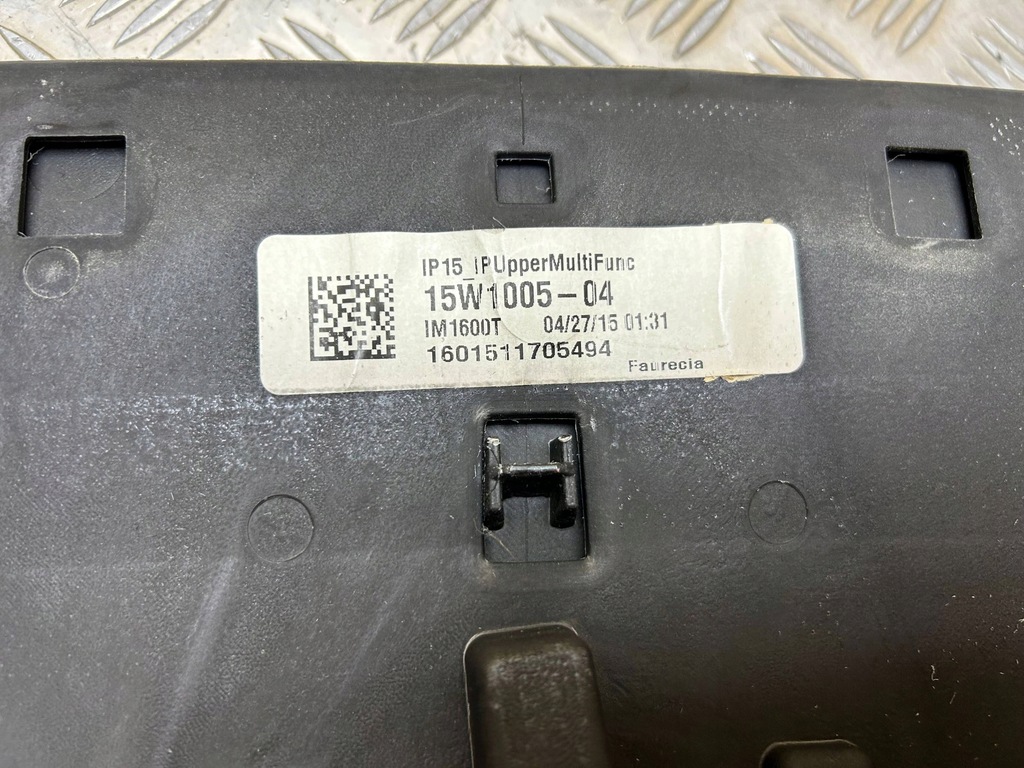 IP15_IPUpperMultiFunc
15W1005-04
IM1600T 04/27/15 01:31
1601511705494
Faurecia